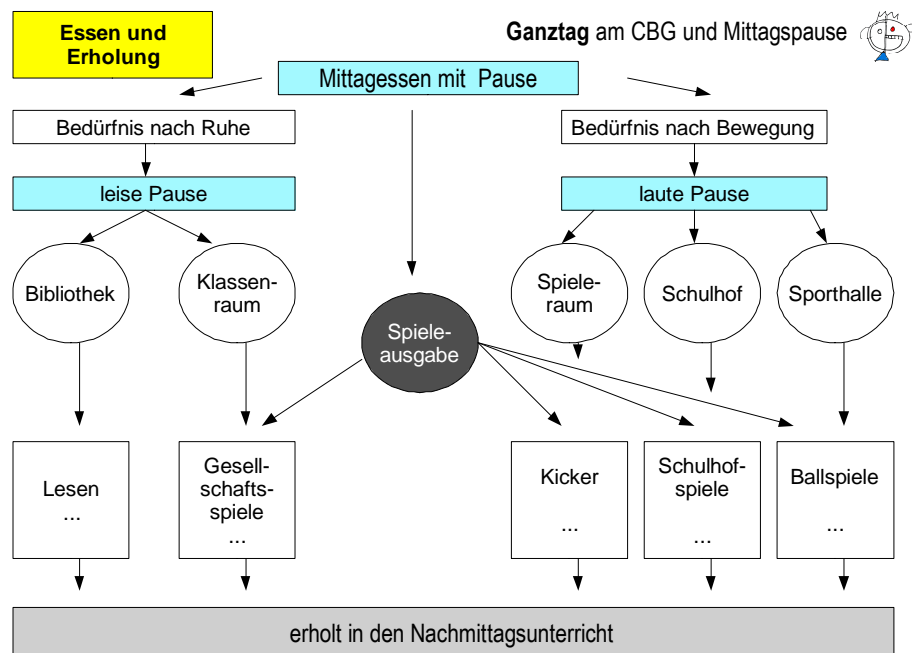 Essen und
Erholung
Ganztag am CBG und Mittagspause
Mittagessen mit Pause
Bedürfnis nach Ruhe
Bedürfnis nach Bewegung
leise Pause
laute Pause
Bibliothek
Klassen-
raum
Spiele-
raum
Schulhof
Sporthalle
Spiele-
ausgabe
Lesen
...
Gesell-
schafts-
spiele
...
Kicker
...
Schulhof-
spiele
...
Ballspiele
...
erholt in den Nachmittagsunterricht